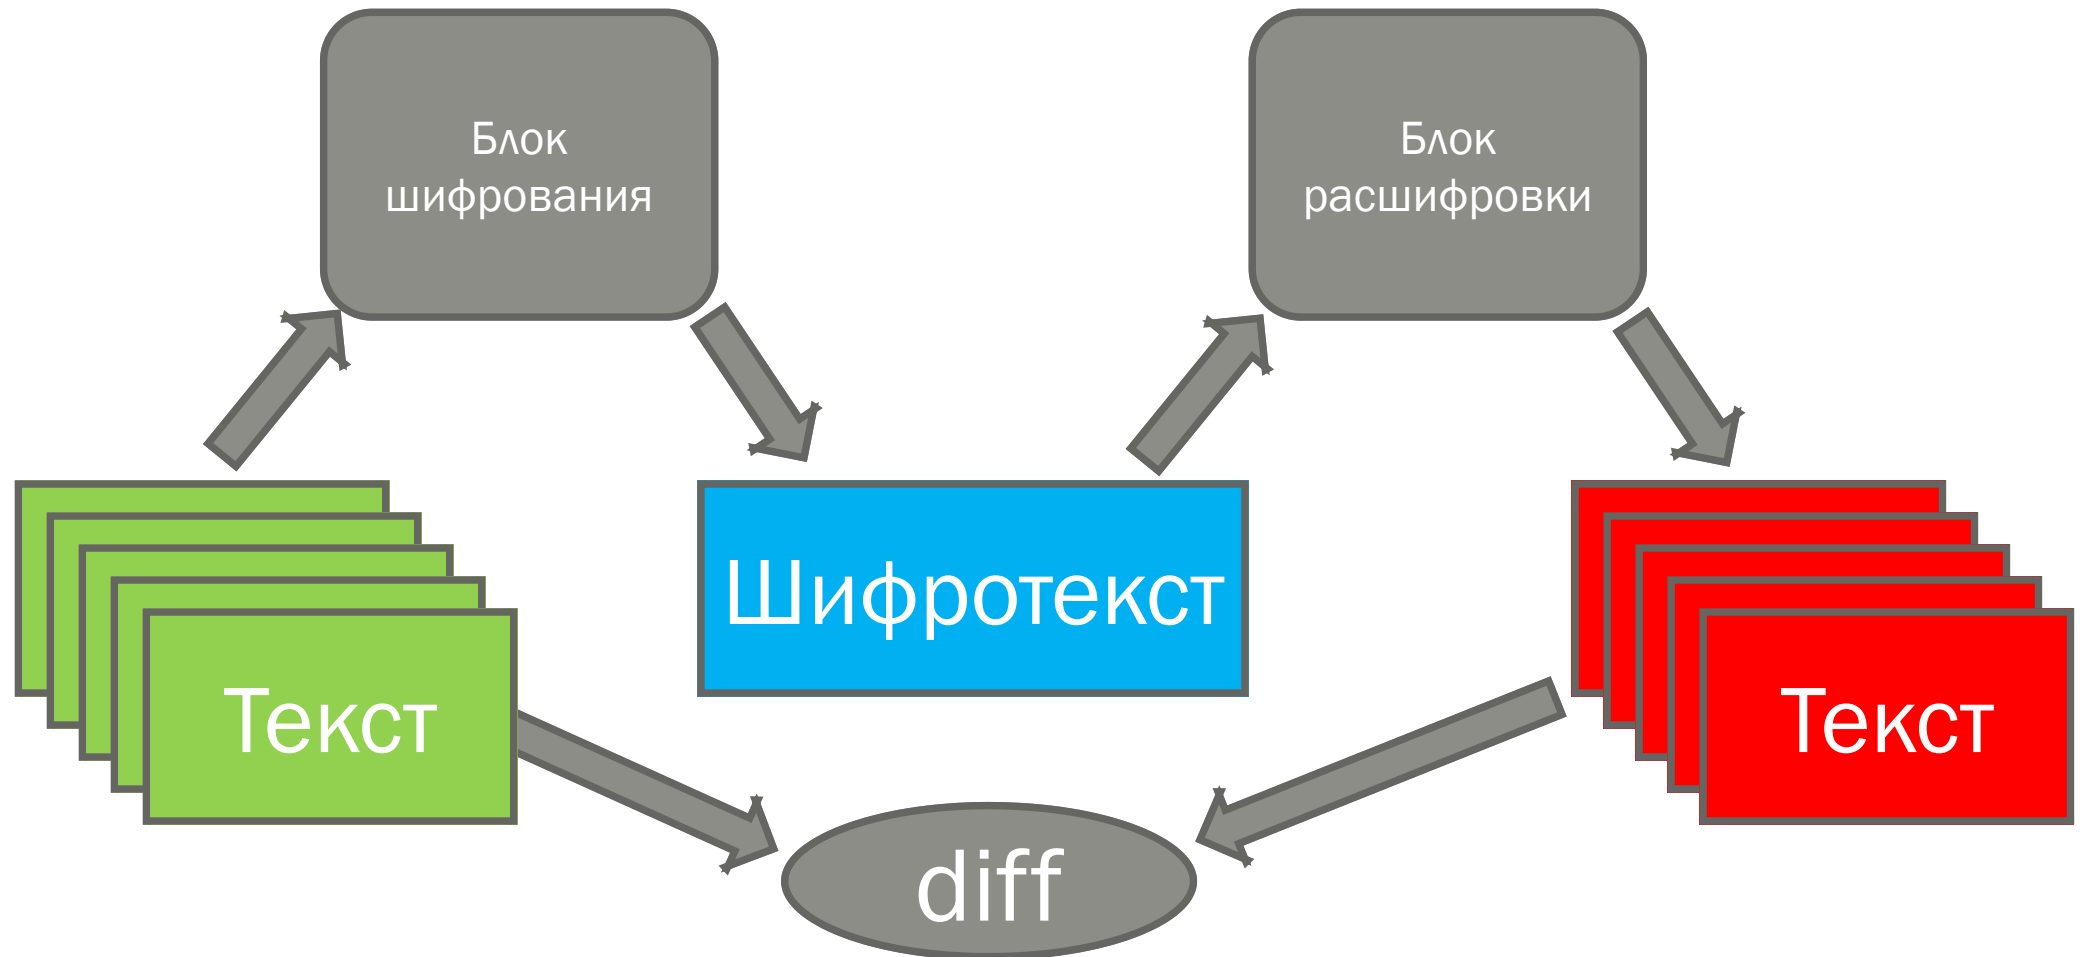 Блок
шифрования
Блок
расшифровки
Шифротекст
Текст
Текст
diff